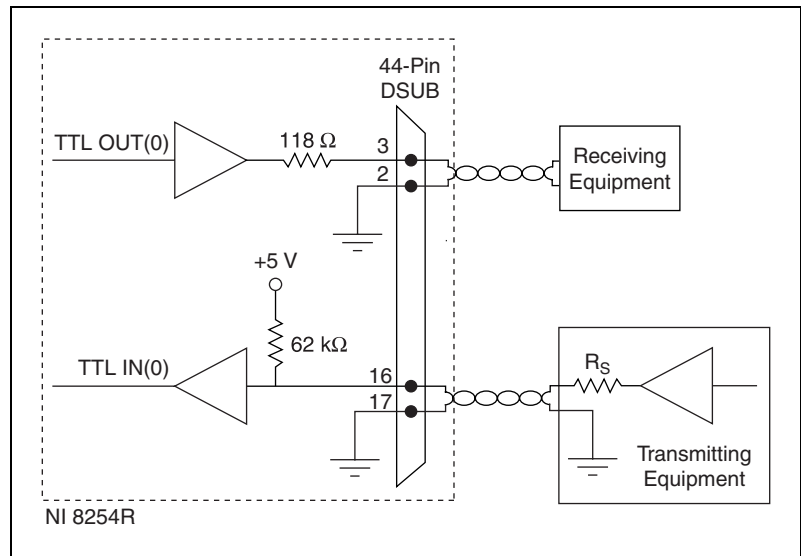 44-Pin
DSUB
TTL OUT(0)
118 Ω
3
2
Receiving
Equipment
+5 V
62 kΩ
TTL IN(0)
16
17
RS
Transmitting
Equipment
NI 8254R